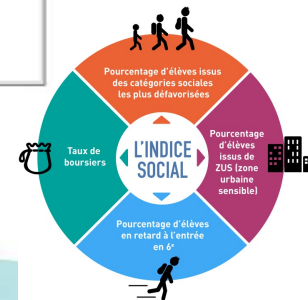 Pourcentage d'élèves issus
des catégories sociales
les plus défavorisées
Taux de
boursiers
L'INDICE
SOCIAL
Pourcentage
d'élèves
issus de
ZUS (zone
urbaine
sensible)
Pourcentage d'élèves
en retard à l'entrée
en 6e